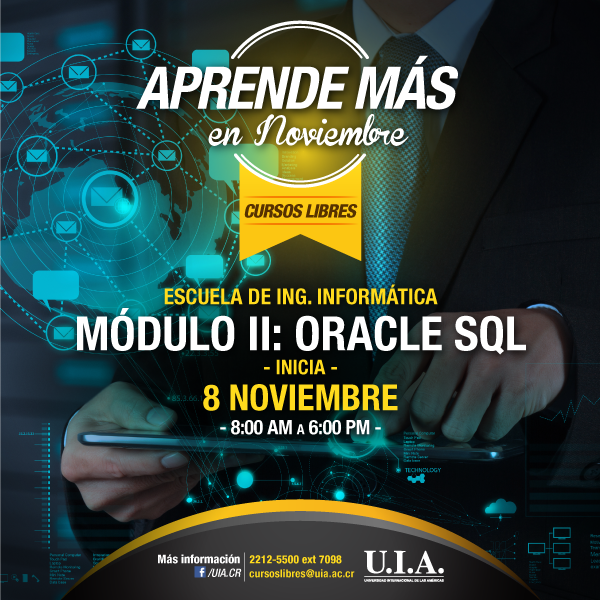 APRENDE MÁS
en Noviembre
CURSOS LIBRES
ESCUELA DE ING. INFORMÁTICA
MÓDULO II: ORACLE SQL
- INICIA -
8 NOVIEMBRE
- 8:00 AM A 6:00 PM -
TECHNOLOGY
Más información
/UIA.CR
2212-5500 ext 7098
cursoslibres@uia.ac.cr
U.I.A.
UNIVERSIDAD INTERNACIONAL DE LAS AMÉRICAS